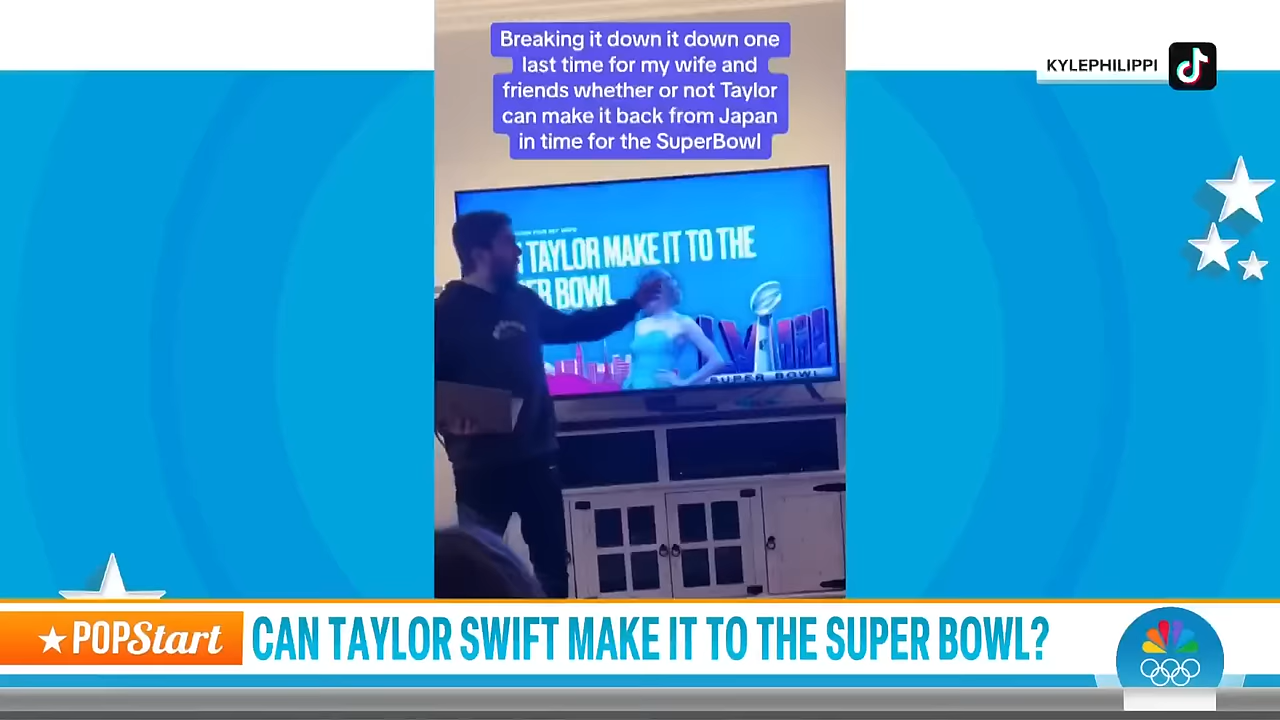 Breaking it down it down one
last time for my wife and
friends whether or not Taylor
can make it back from Japan
in time for the SuperBowl
KYLEPHILIPPI
TAYLOR MAKE IT TO THE
BOWL
LVIII
SUPER BOWL
POPStart
CAN TAYLOR SWIFT MAKE IT TO THE SUPER BOWL?